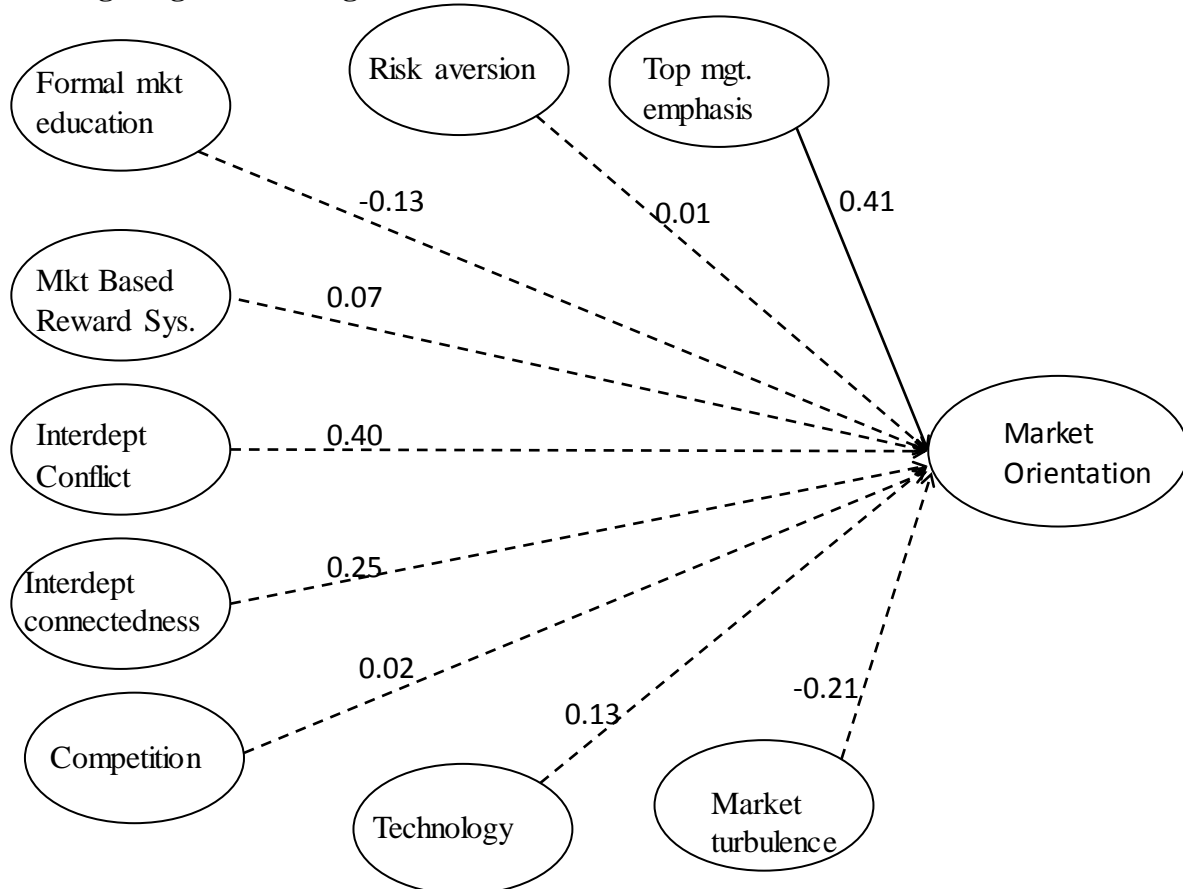 Formal mkt
education
Risk aversion
Top mgt.
emphasis
-0.13
0.01
0.41
Mkt Based
Reward Sys.
0.07
Interdept
Conflict
0.40
Market
Orientation
Interdept
connectedness
0.25
0.02
Competition
0.13
-0.21
Technology
Market
turbulence